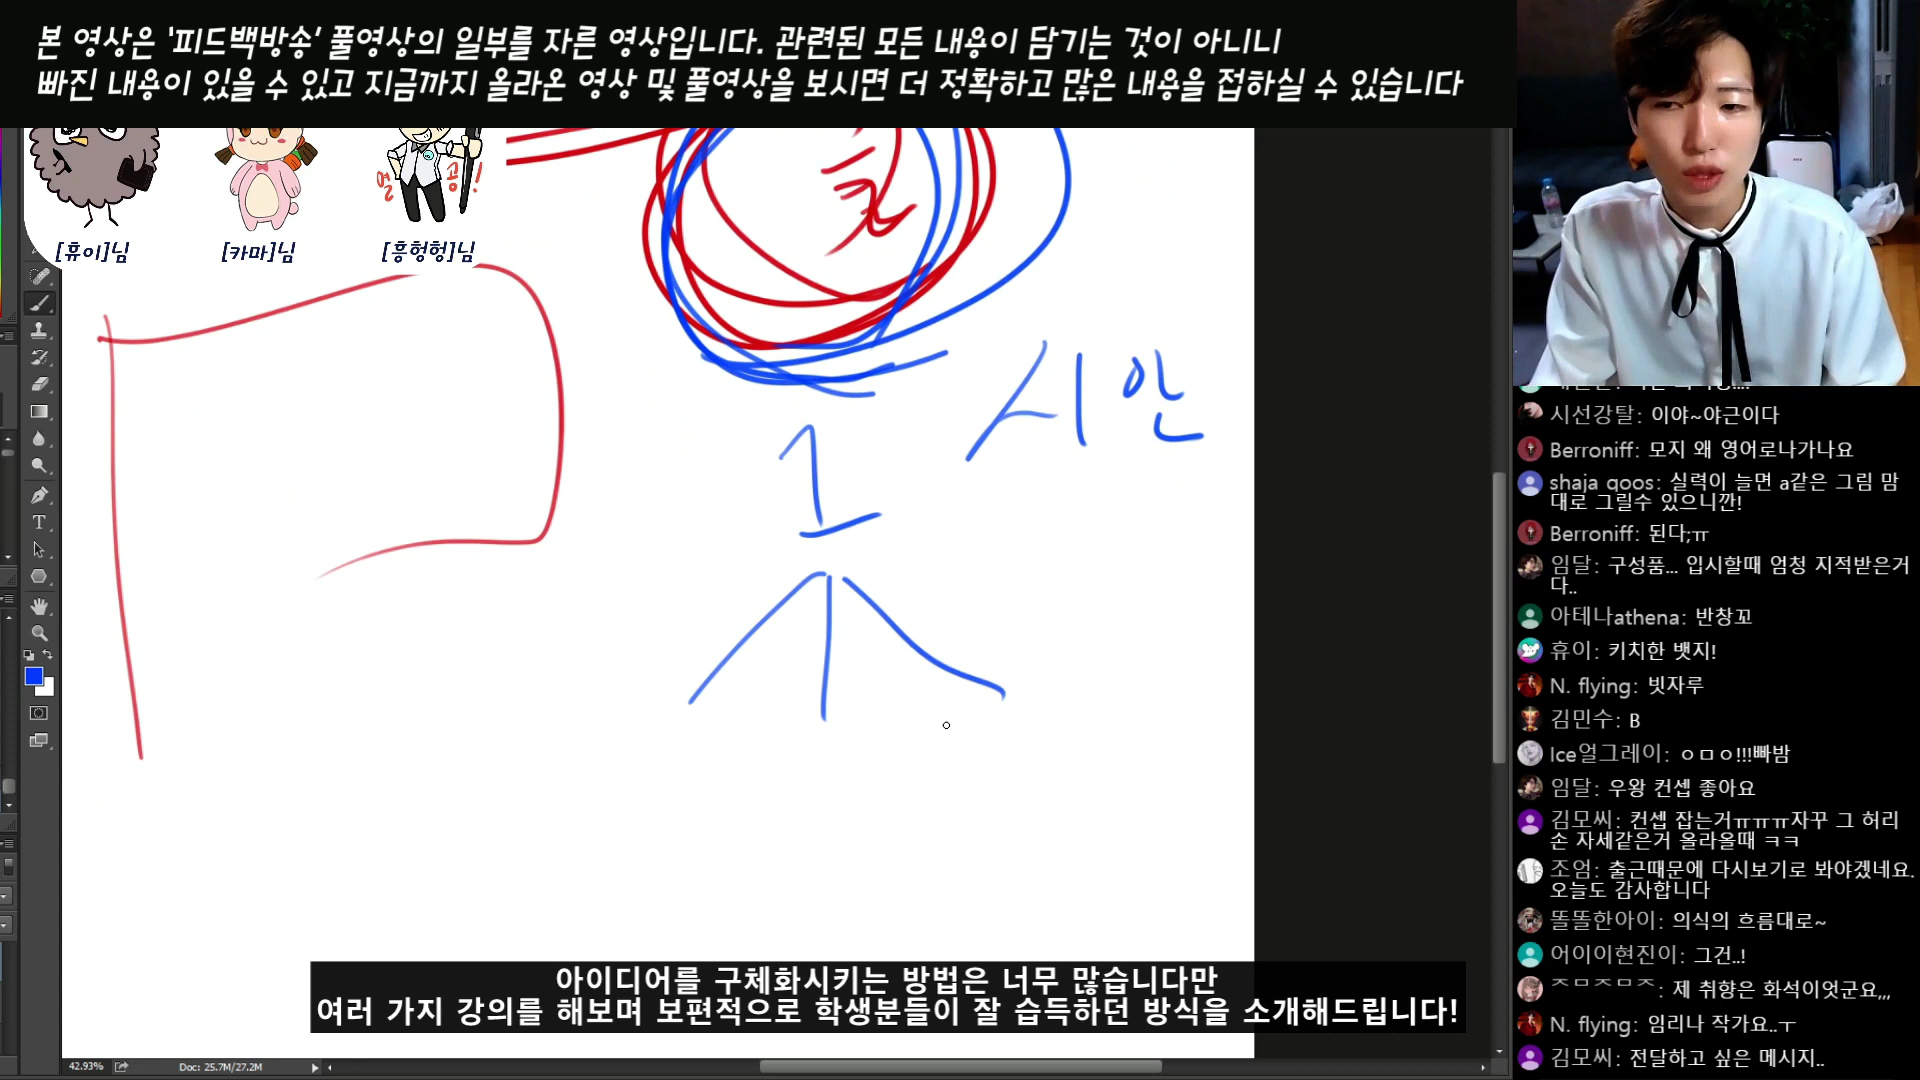 본 영상은 '피드백방송' 풀영상의 일부를 자른 영상입니다. 관련된 모든 내용이 담기는 것이 아니니
빠진 내용이 있을 수 있고 지금까지 올라온 영상 및 풀영상을 보시면 더 정확하고 많은 내용을 접하실 수 있습니다
열 공!
[휴이]님
[카마]님
[흥헝헝]님
시안
1
시선강탈: 이야~야근이다
Berroniff: 모지 왜 영어로나가나요
shaja qoos: 실력이 늘면 a같은 그림 맘
대로 그릴수 있으니깐!
Berroniff: 된다;ㅠ
임달: 구성품... 입시할때 엄청 지적받은거
다..
아테나athena: 반창꼬
휴이: 키치한 뱃지!
N. flying: 빗자루
김민수: B
Ice얼그레이: ㅇㅁㅇ!!!빠밤
임달: 우왕 컨셉 좋아요
김모씨: 컨셉 잡는거ㅠㅠㅠ자꾸 그 허리
손 자세같은거 올라올때 ㅋㅋ
조엄: 출근때문에 다시보기로 봐야겠네요.
오늘도 감사합니다
똘똘한아이: 의식의 흐름대로~
어이이현진이: 그건..!
ᄌᄆᄌᄆᄌ: 제 취향은 화석이엇군요,,,
N. flying: 임리나 작가요..ㅜ
김모씨: 전달하고 싶은 메시지..
아이디어를 구체화시키는 방법은 너무 많습니다만
여러 가지 강의를 해보며 보편적으로 학생분들이 잘 습득하던 방식을 소개해드립니다!
42.93%
Doc: 25.7M/27.2M